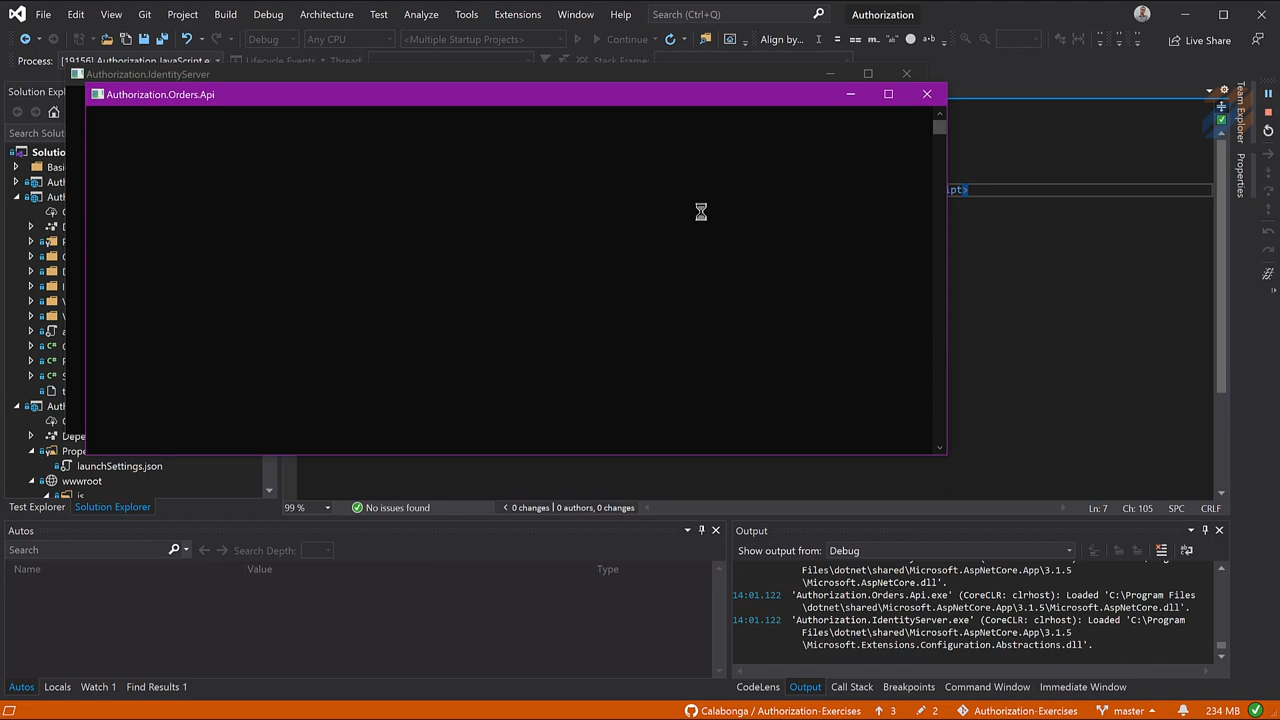 File Edit View Git Project Build Debug Architecture Test Analyze Tools Extensions Window Help Search (Ctrl+Q) Authorization
Debug Any CPU <Multiple Startup Projects> Continue Align by... Live Share
Process: [19156] Authorization.JavaScript.e Lifecycle Events Stack Frame:
Authorization.IdentityServer
Solution Exp
Authorization.Orders.Api
Search Solu
Solutio
Basi
Auth
Auth
ipt>
Auth
Depe
Prope
launchSettings.json
wwwroot
js
Team Explorer
Properties
Test Explorer Solution Explorer
99 % No issues found 0 changes | 0 authors, 0 changes Ln: 7 Ch: 105 SPC CRLF
Autos
Search Search Depth:
Name Value Type
Output
Show output from: Debug
Files\dotnet\shared\Microsoft.AspNetCore.App\3.1.5
\Microsoft.AspNetCore.dll'.
14:01.122 'Authorization.Orders.Api.exe' (CoreCLR: clrhost): Loaded 'C:\Program Files
\dotnet\shared\Microsoft.AspNetCore.App\3.1.5\Microsoft.AspNetCore.dll'.
14:01.122 'Authorization.IdentityServer.exe' (CoreCLR: clrhost): Loaded 'C:\Program
Files\dotnet\shared\Microsoft.AspNetCore.App\3.1.5
\Microsoft.Extensions.Configuration.Abstractions.dll'.
Autos Locals Watch 1 Find Results 1
CodeLens Output Call Stack Breakpoints Command Window Immediate Window
Calabonga / Authorization-Exercises 3 2 Authorization-Exercises master 234 MB